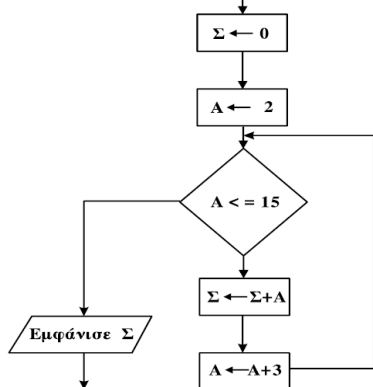 Σ ← 0
Α ← 2
Α < = 15
Σ ← Σ+Α
Εμφάνισε Σ
Α ← Α+3